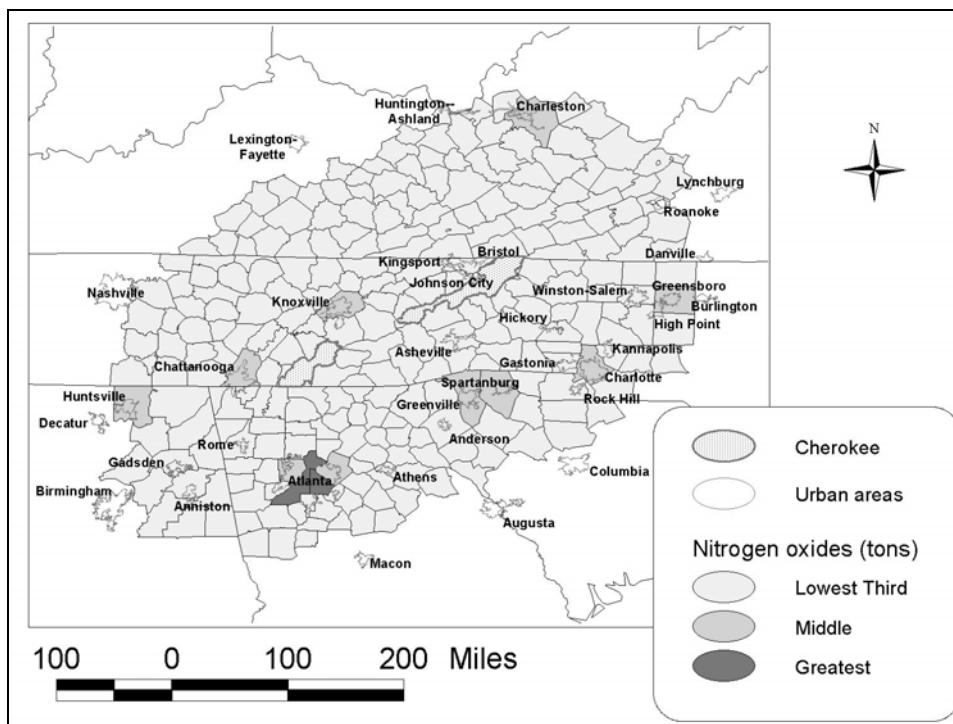 Huntington--
Ashland
Charleston
Lexington-
Fayette
N
Lynchburg
Roanoke
Bristol
Danville
Kingsport
Johnson City
Nashville
Knoxville
Winston-Salem
Greensboro
Burlington
High Point
Hickory
Asheville
Kannapolis
Gastonia
Chattanooga
Charlotte
Spartanburg
Rock Hill
Huntsville
Greenville
Decatur
Anderson
Rome
Gadsden
Columbia
Atlanta
Athens
Birmingham
Anniston
Augusta
Macon
Cherokee
Urban areas
Nitrogen oxides (tons)
Lowest Third
Middle
Greatest
100 0 100 200 Miles